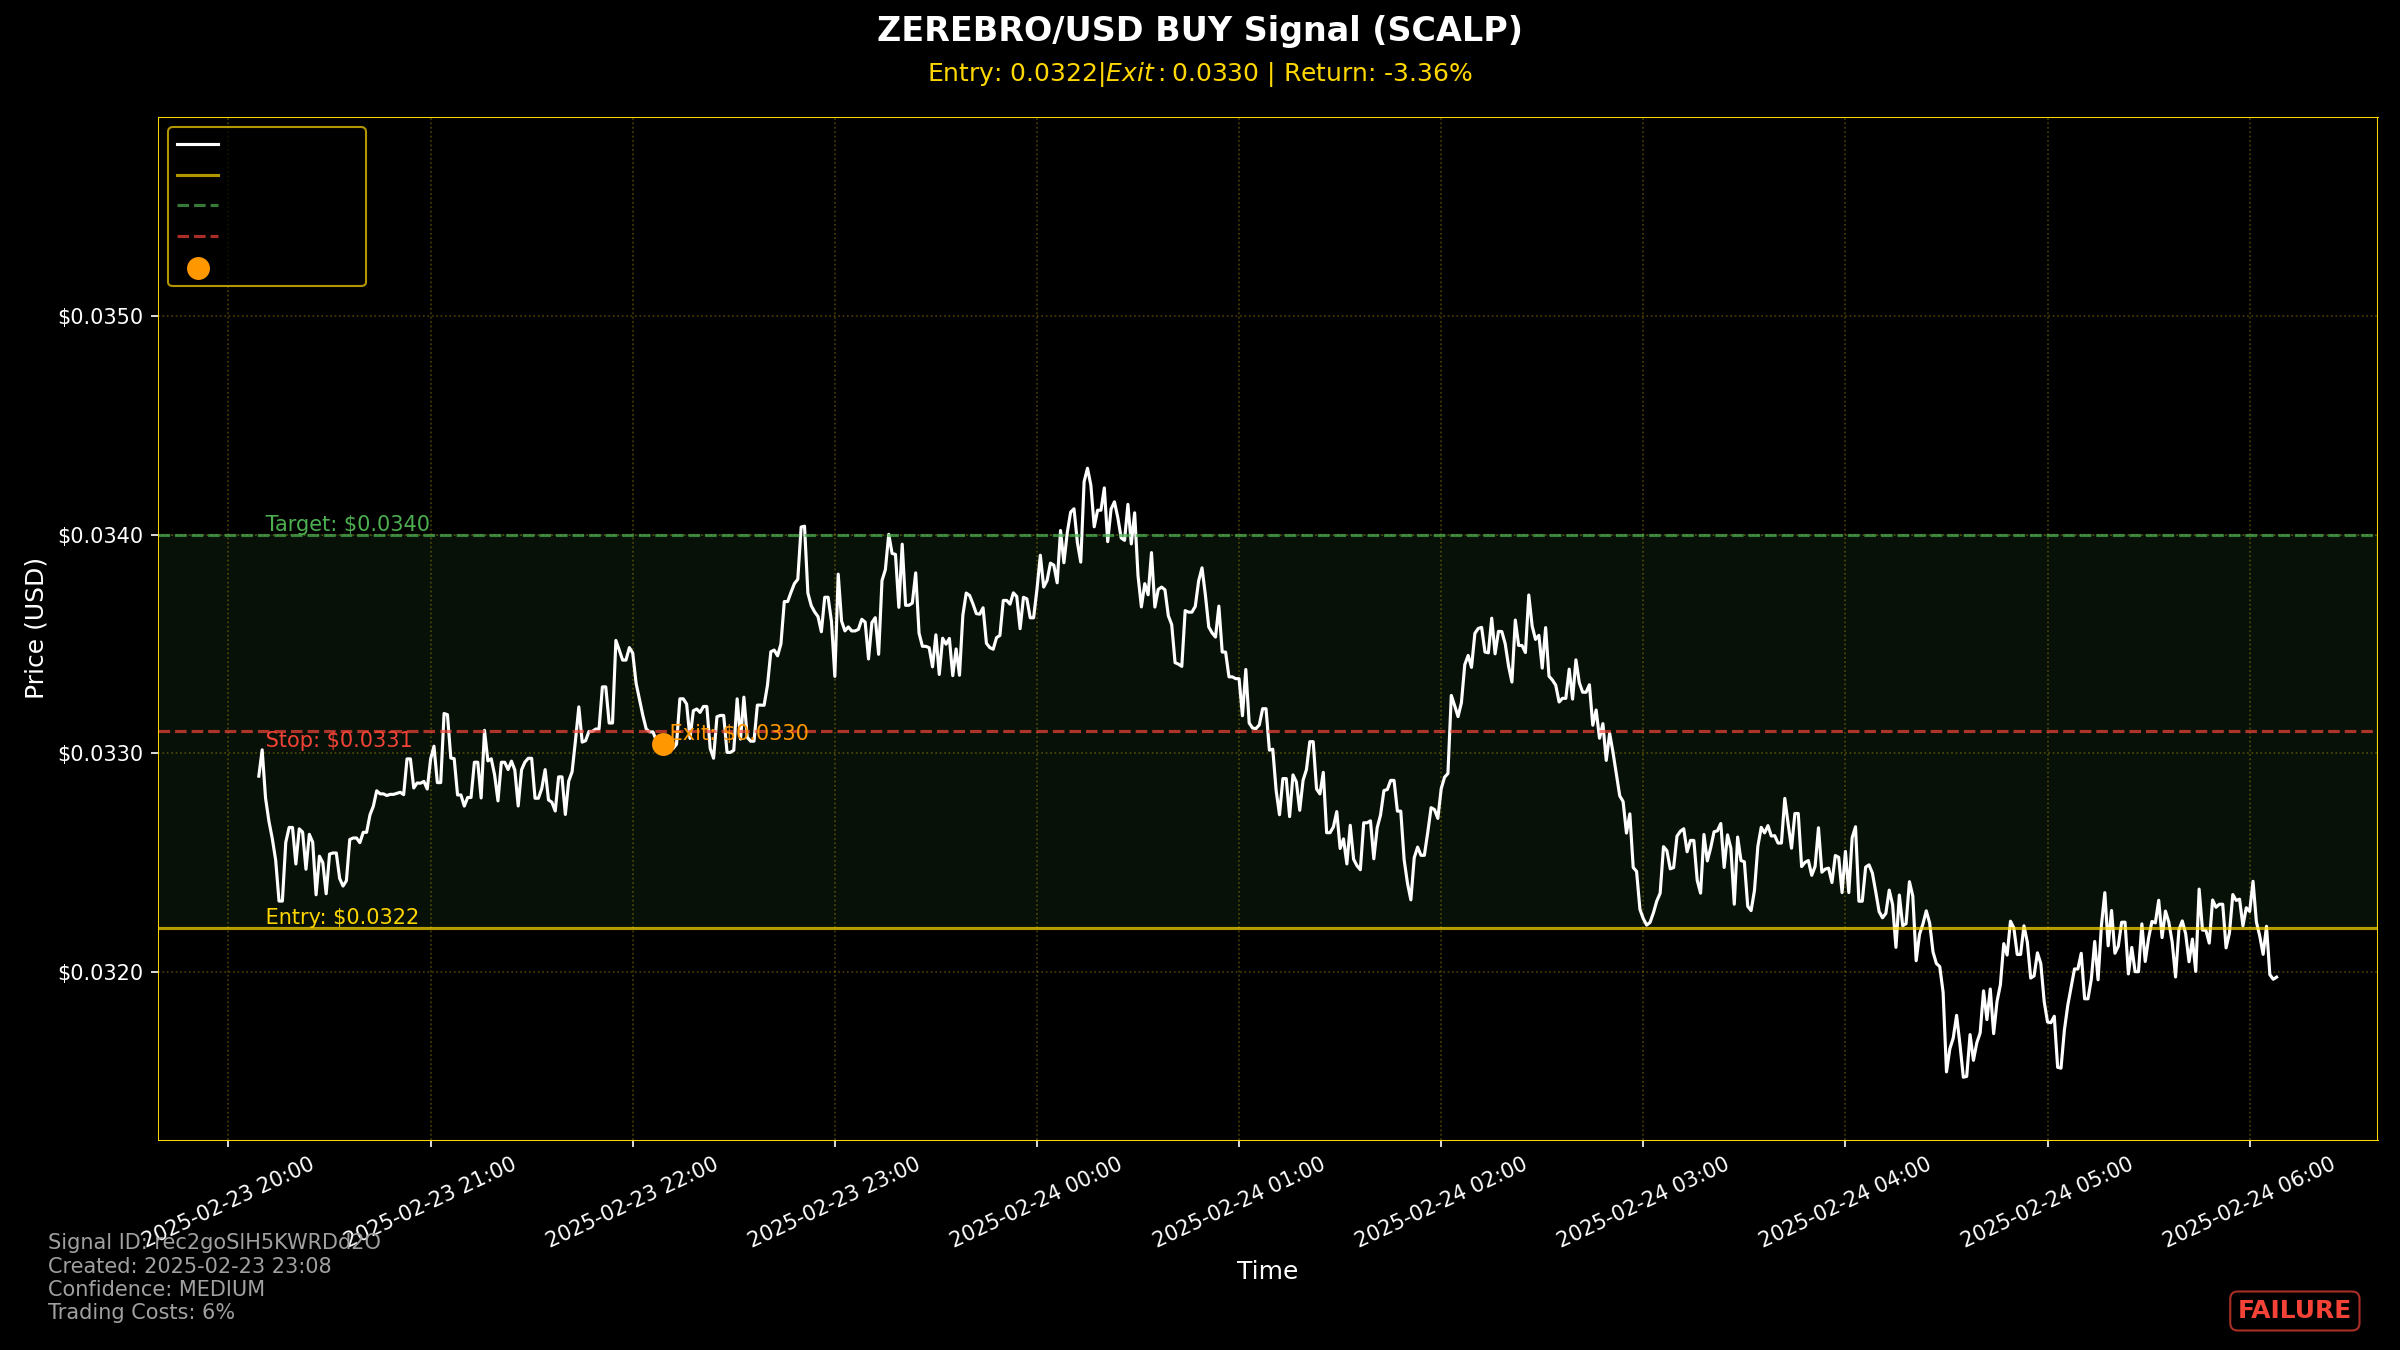 ZEREBRO/USD BUY Signal (SCALP)
Entry: 0.0322|Exit:0.0330 | Return: -3.36%
$0.0350
Target: $0.0340
$0.0340
Price (USD)
Stop: $0.0331
Exit: $0.0330
$0.0330
Entry: $0.0322
$0.0320
2025-02-23 20:00
2025-02-23 21:00
2025-02-23 22:00
2025-02-23 23:00
2025-02-24 00:00
2025-02-24 01:00
2025-02-24 02:00
2025-02-24 03:00
2025-02-24 04:00
2025-02-24 05:00
2025-02-24 06:00
Time
Signal ID:
Created: 2025-02-23 23:08
Confidence: MEDIUM
Trading Costs: 6%
FAILURE